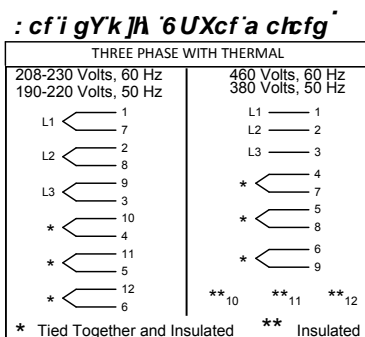 THREE PHASE WITH THERMAL
208-230 Volts, 60 Hz
190-220 Volts, 50 Hz
L1
1
7
L2
2
8
L3
9
3
*
10
4
*
11
5
*
12
6
460 Volts, 60 Hz
380 Volts, 50 Hz
L1 1
L2 2
L3 3
*
4
7
*
5
8
*
6
9
**10 **11 **12
* Tied Together and Insulated ** Insulated